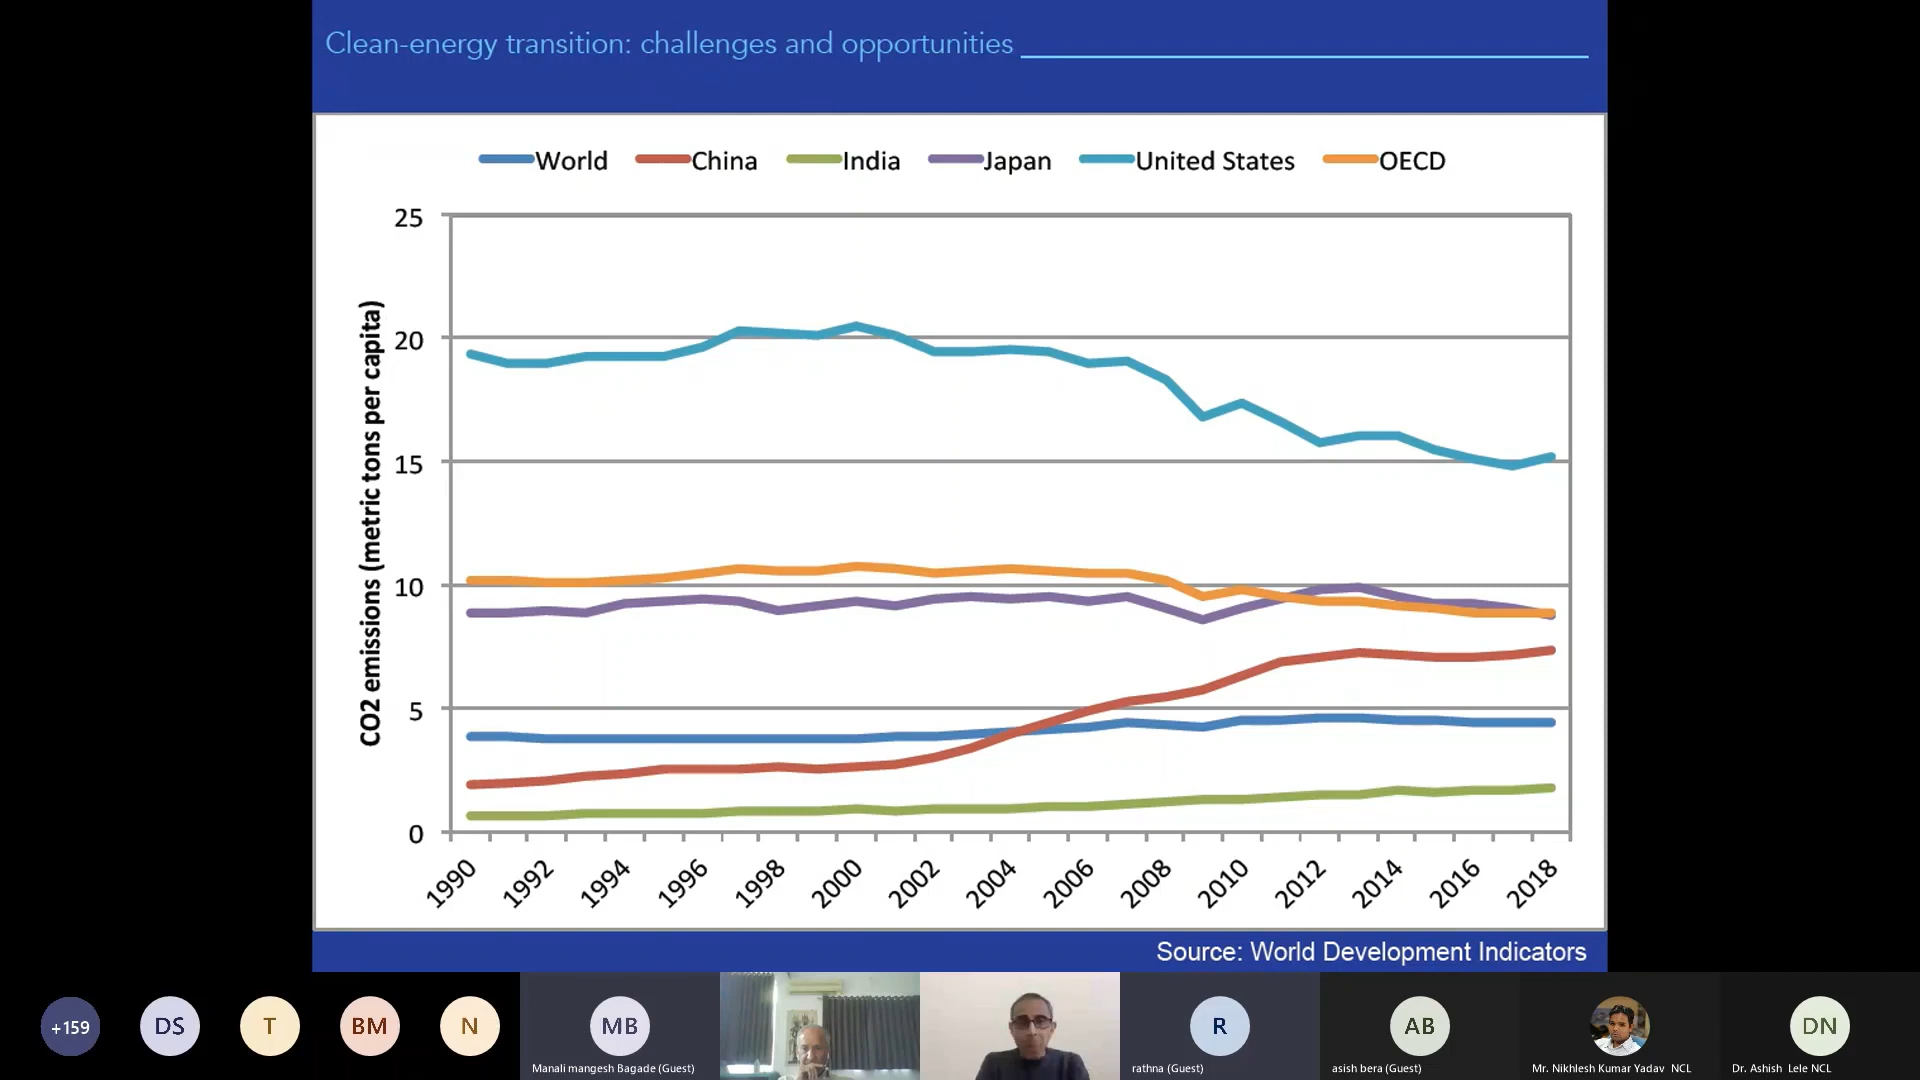 Clean-energy transition: challenges and opportunities
World China India Japan United States OECD
CO2 emissions (metric tons per capita)
25
20
15
10
5
0
1990 1992 1994 1996 1998 2000 2002 2004 2006 2008 2010 2012 2014 2016 2018
Source: World Development Indicators
+159 DS T BM N MB R AB DN
Manali mangesh Bagade (Guest) rathna (Guest) asish bera (Guest) Mr. Nikhlesh Kumar Yadav NCL Dr. Ashish Lele NCL